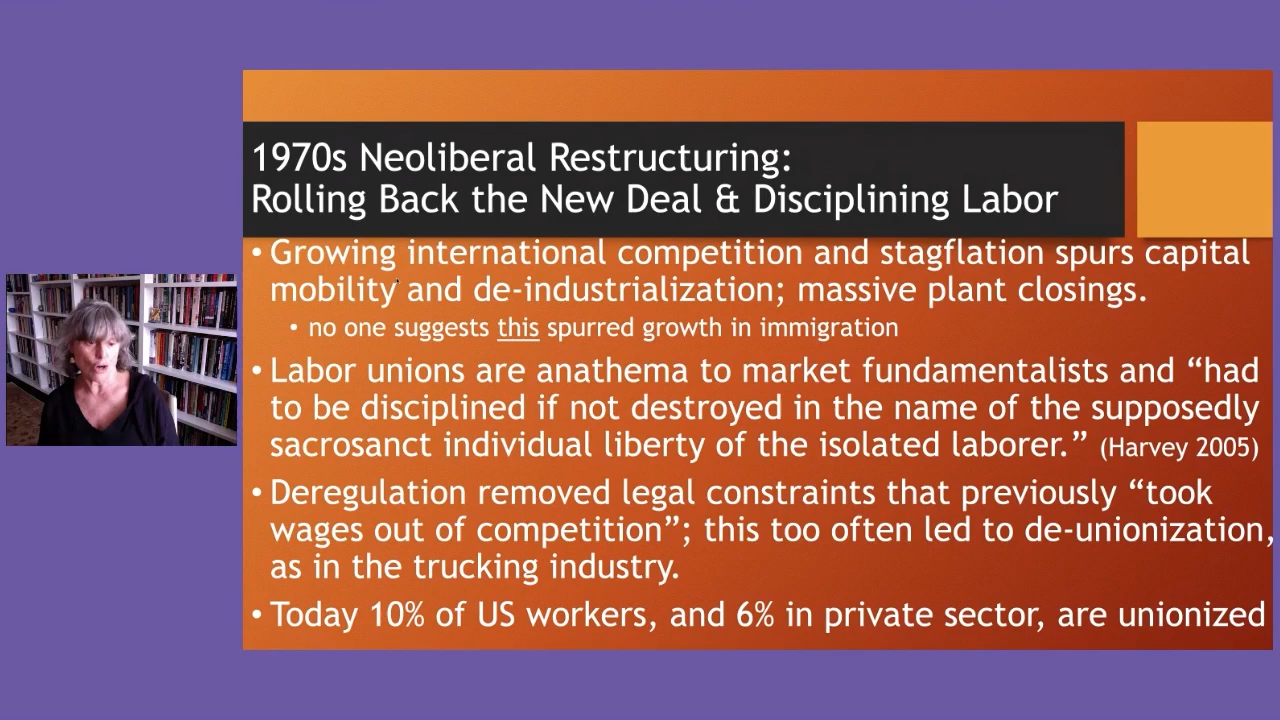 1970s Neoliberal Restructuring:
Rolling Back the New Deal & Disciplining Labor
• Growing international competition and stagflation spurs capital
mobility and de-industrialization; massive plant closings.
• no one suggests this spurred growth in immigration
• Labor unions are anathema to market fundamentalists and “had
to be disciplined if not destroyed in the name of the supposedly
sacrosanct individual liberty of the isolated laborer.” (Harvey 2005)
• Deregulation removed legal constraints that previously “took
wages out of competition”; this too often led to de-unionization,
as in the trucking industry.
• Today 10% of US workers, and 6% in private sector, are unionized